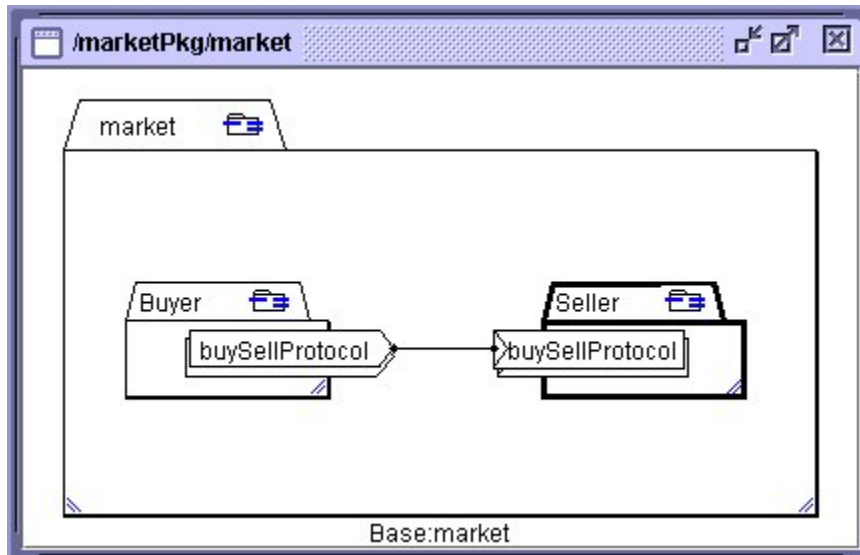 /marketPkg/market
market
Buyer
Seller
buySellProtocol
buySellProtocol
Base:market